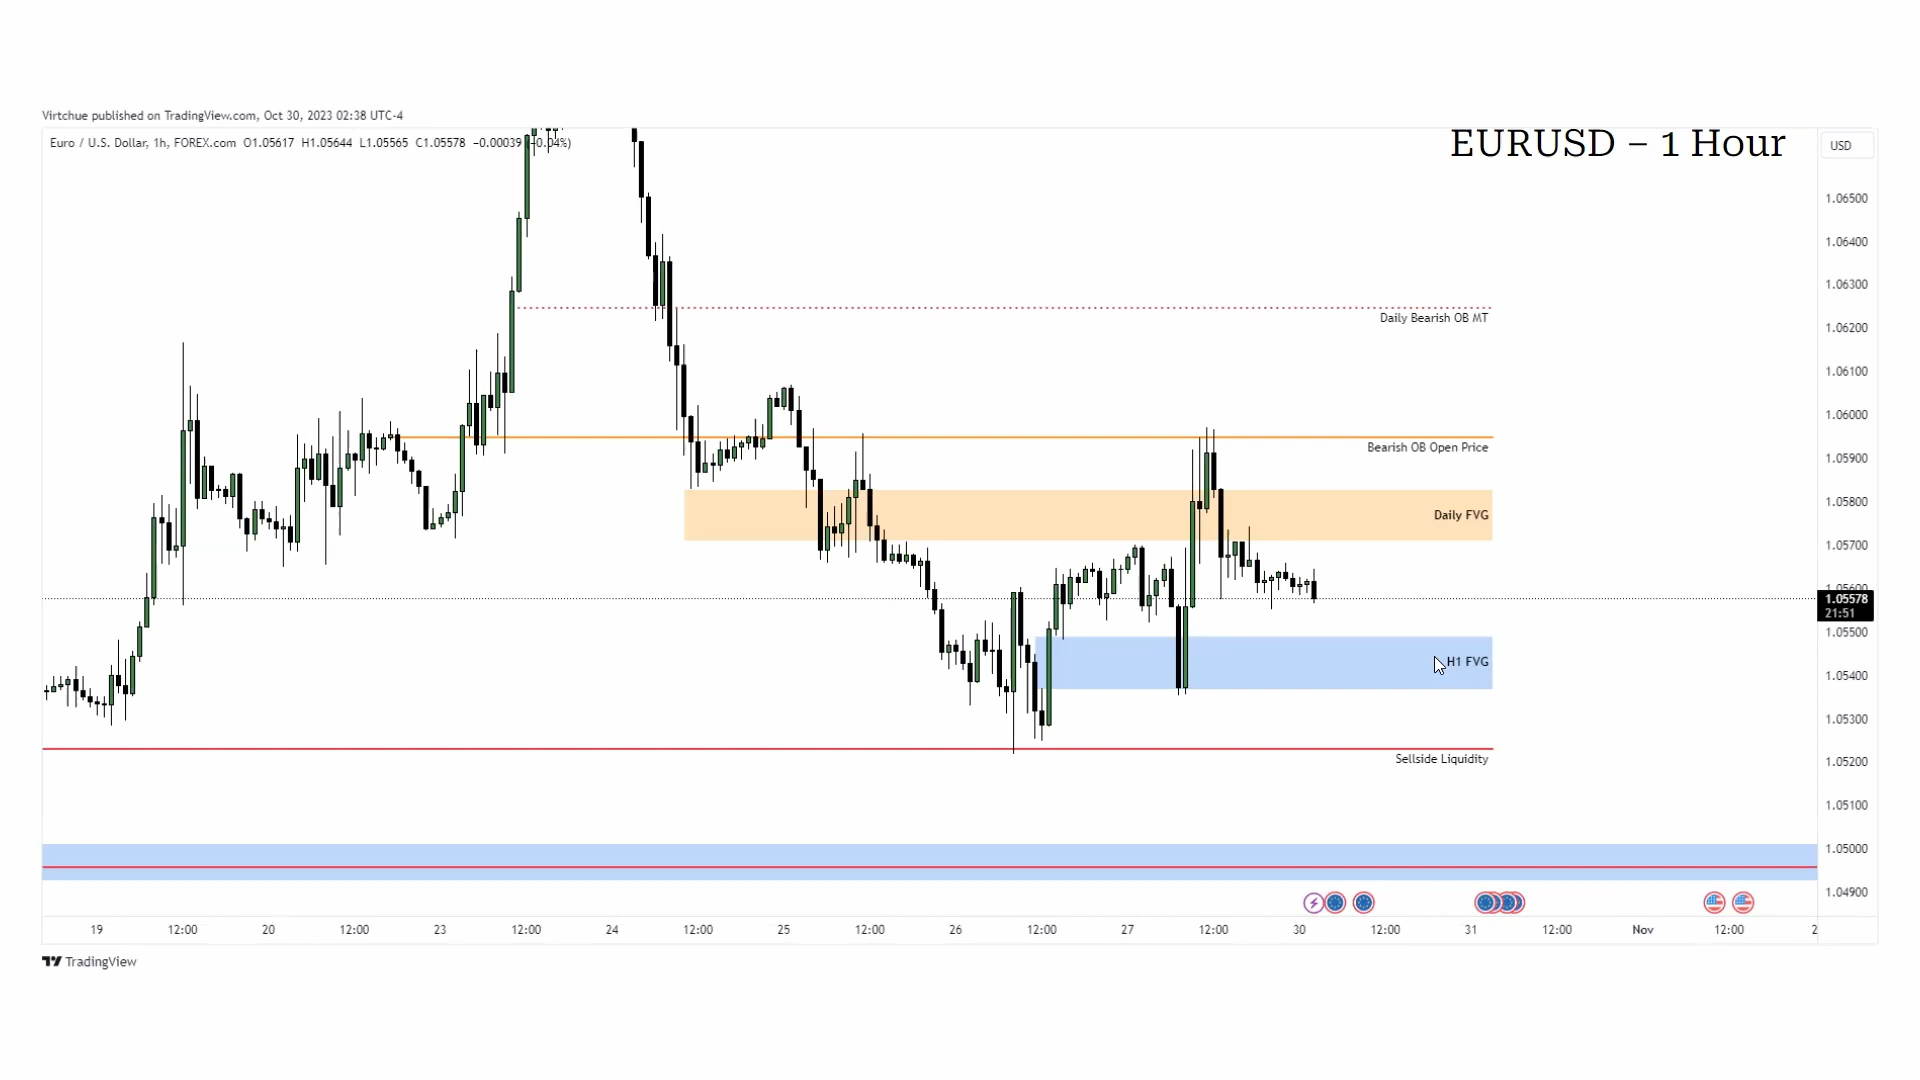 Virtchue published on TradingView.com, Oct 30, 2023 02:38 UTC-4
Euro / U.S. Dollar, 1h, FOREX.com O1.05617 H1.05644 L1.05565 C1.05578 −0.00039 (−0.04%)
EURUSD – 1 Hour
USD
1.06500
1.06400
1.06300
Daily Bearish OB MT
1.06200
1.06100
1.06000
Bearish OB Open Price
1.05900
1.05800
Daily FVG
1.05700
1.05600
1.05578
21:51
1.05500
H1 FVG
1.05400
1.05300
Sellside Liquidity
1.05200
1.05100
1.05000
1.04900
19 12:00 20 12:00 23 12:00 24 12:00 25 12:00 26 12:00 27 12:00 30 12:00 31 12:00 Nov 12:00 2
TradingView